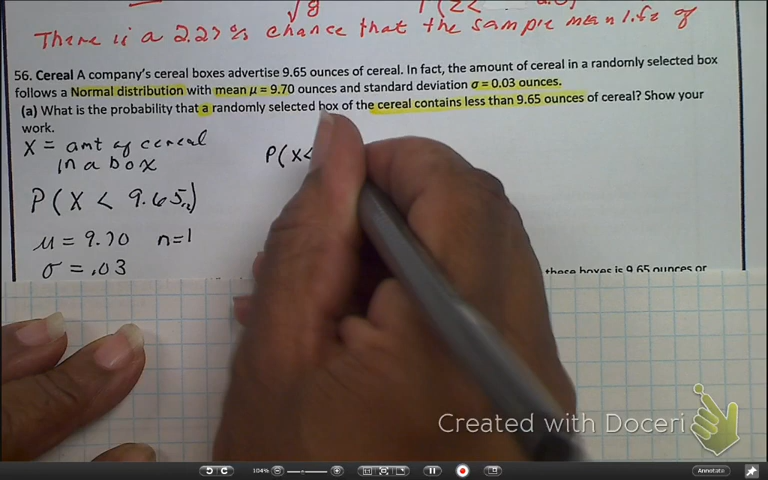 √8
There is a 2.27% chance that the sample mean life of
56. Cereal A company's cereal boxes advertise 9.65 ounces of cereal. In fact, the amount of cereal in a randomly selected box
follows a Normal distribution with mean μ = 9.70 ounces and standard deviation σ = 0.03 ounces.
(a) What is the probability that a randomly selected box of the cereal contains less than 9.65 ounces of cereal? Show your
work.
X = amt of cereal
in a box
P(X <
P(X < 9.65)
μ = 9.70 n=1
σ = .03
these boxes is 9.65 ounces or
Created with Doceri
104%
Annotate